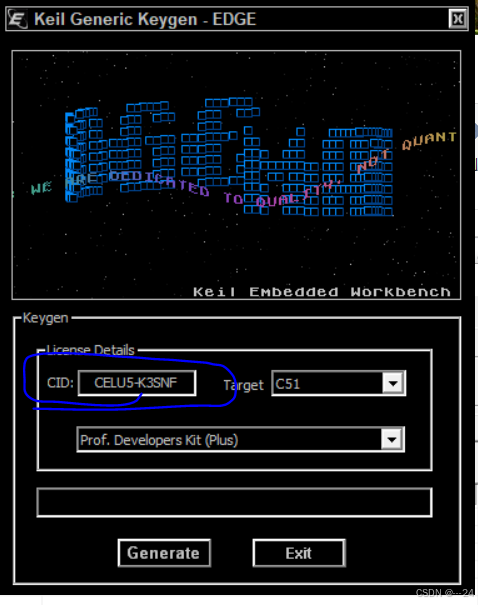 Keil Generic Keygen - EDGE
WE ARE DEDICATED TO QUALITY, NOT QUANT
Keil Embedded Workbench
Keygen
License Details
CID: CELU5-K3SNF Target C51
Prof. Developers Kit (Plus)
Generate Exit
CSDN @---24